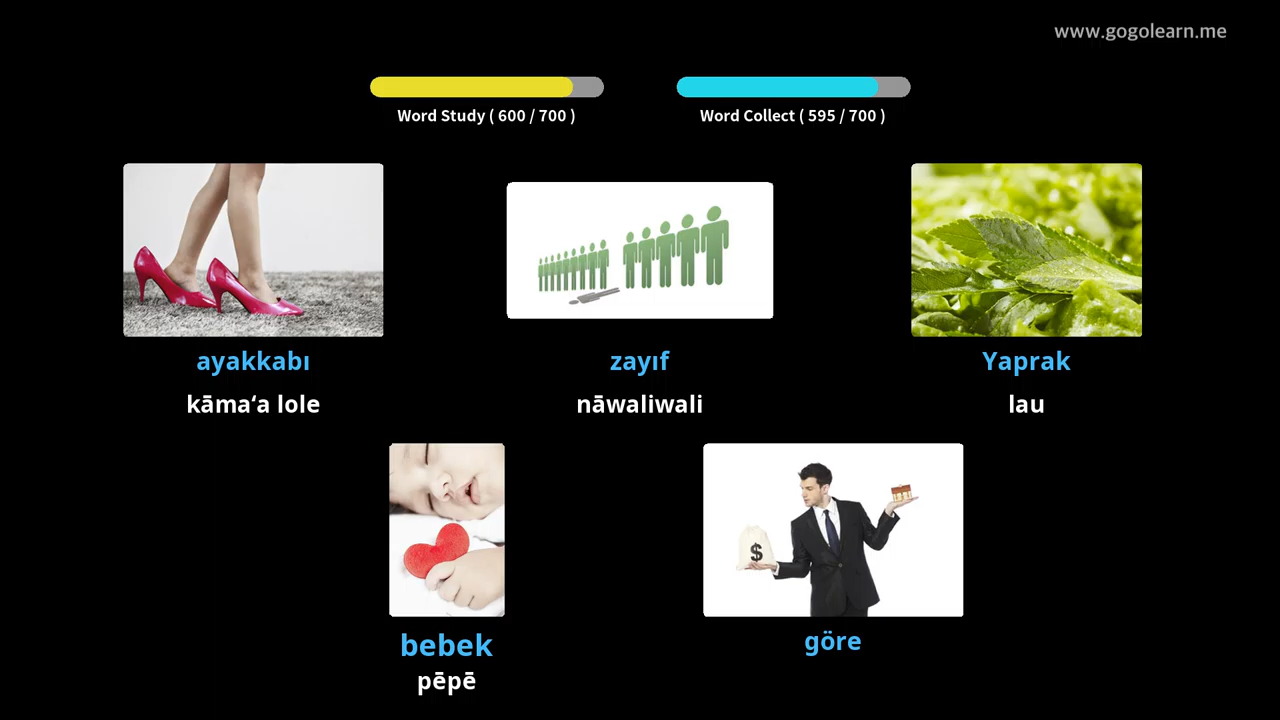 www.gogolearn.me
Word Study ( 600 / 700 )
Word Collect ( 595 / 700 )
ayakkabı
zayıf
Yaprak
kāmaʻa lole
nāwaliwali
lau
$
bebek
göre
pēpē